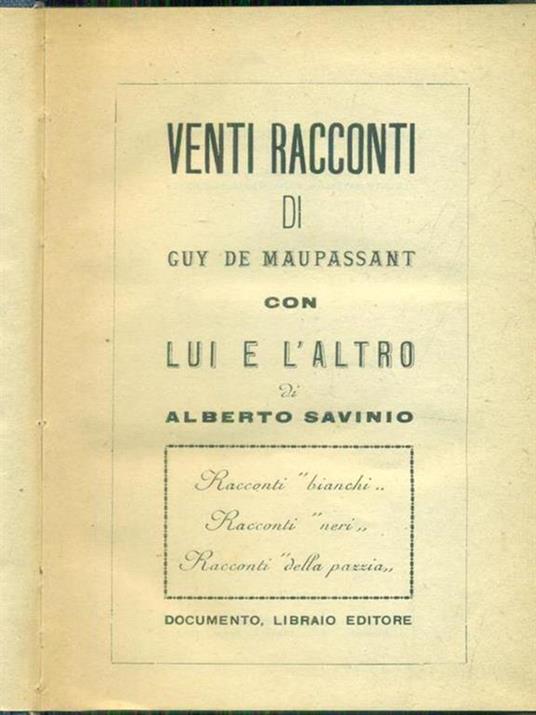 VENTI RACCONTI
DI
GUY DE MAUPASSANT
CON
LUI E L'ALTRO
di
ALBERTO SAVINIO
Racconti "bianchi„
Racconti "neri„
Racconti "della pazzia„
DOCUMENTO, LIBRAIO EDITORE